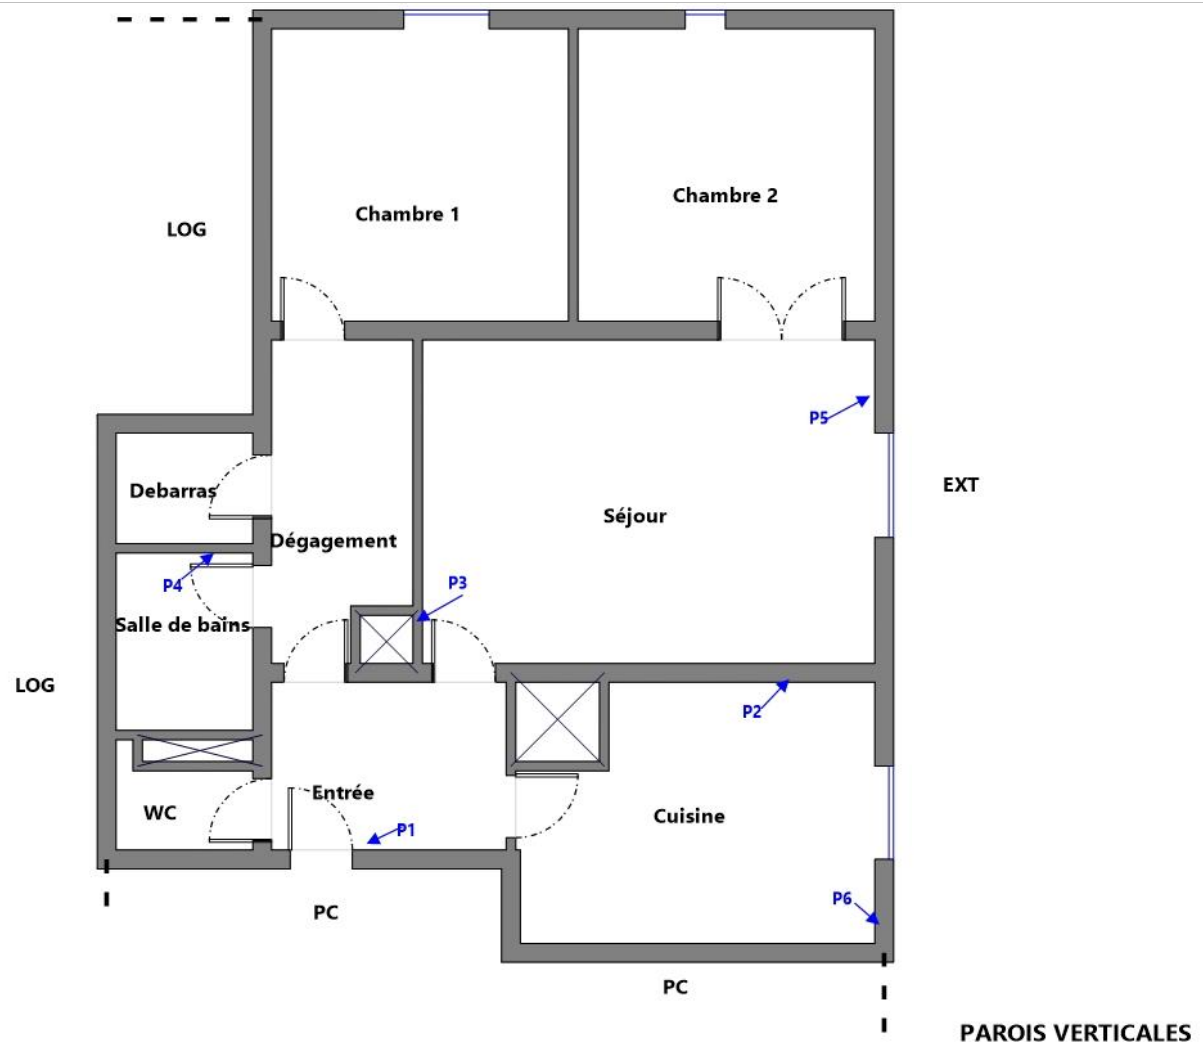 Chambre 2
Chambre 1
LOG
P5
EXT
Debarras
Séjour
Dégagement
P4
P3
Salle de bains
LOG
P2
Entrée
WC
Cuisine
P1
P6
PC
PC
PAROIS VERTICALES